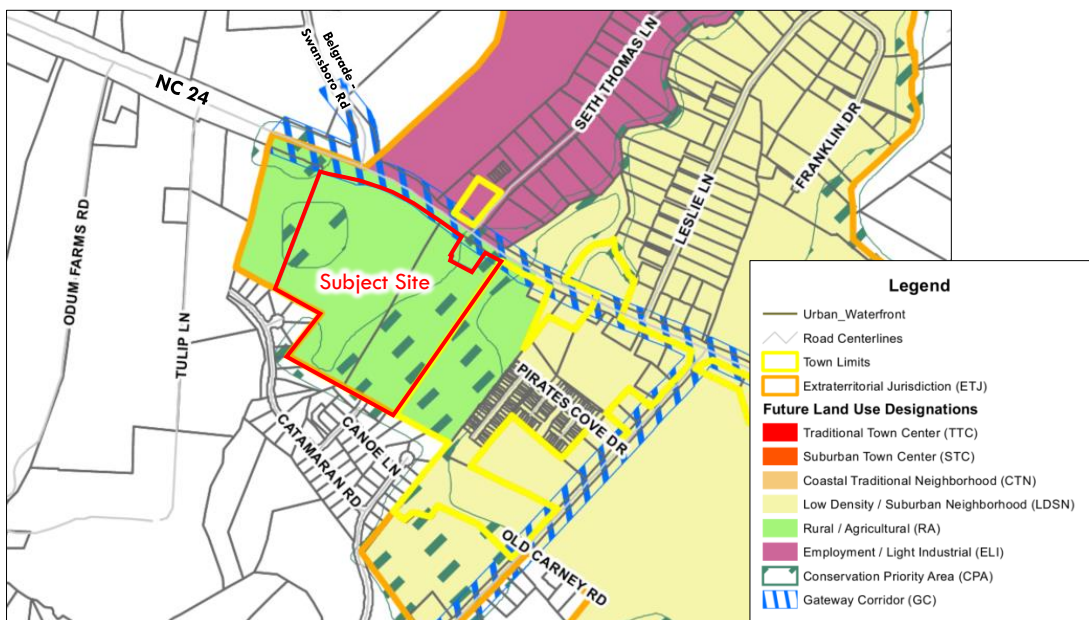 Belgrade -
Swansboro Rd
NC 24
SETH THOMAS LN
FRANKLIN DR
LESLIE LN
ODUM FARMS RD
TULIP LN
Subject Site
PIRATES COVE DR
CANOE LN
CATAMARAN RD
OLD CARNEY RD
Legend
Urban_Waterfront
Road Centerlines
Town Limits
Extraterritorial Jurisdiction (ETJ)
Future Land Use Designations
Traditional Town Center (TTC)
Suburban Town Center (STC)
Coastal Traditional Neighborhood (CTN)
Low Density / Suburban Neighborhood (LDSN)
Rural / Agricultural (RA)
Employment / Light Industrial (ELI)
Conservation Priority Area (CPA)
Gateway Corridor (GC)